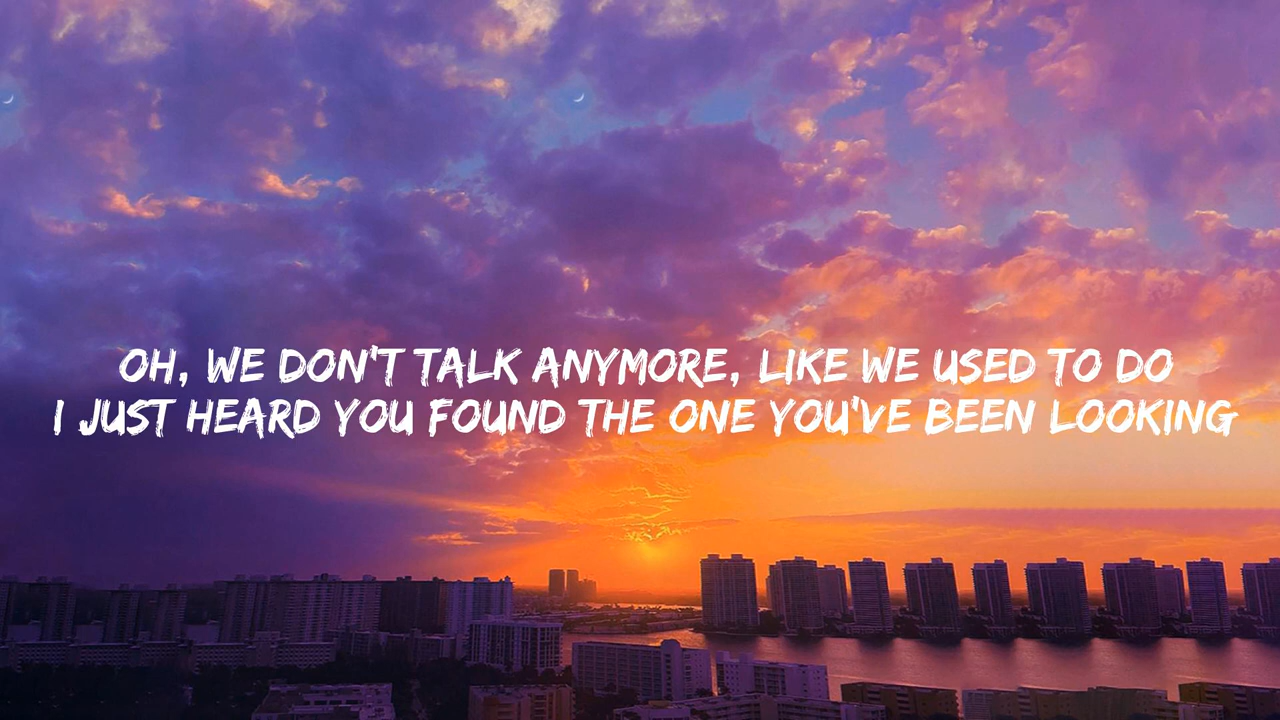 OH, WE DON'T TALK ANYMORE, LIKE WE USED TO DO
I JUST HEARD YOU FOUND THE ONE YOU'VE BEEN LOOKING